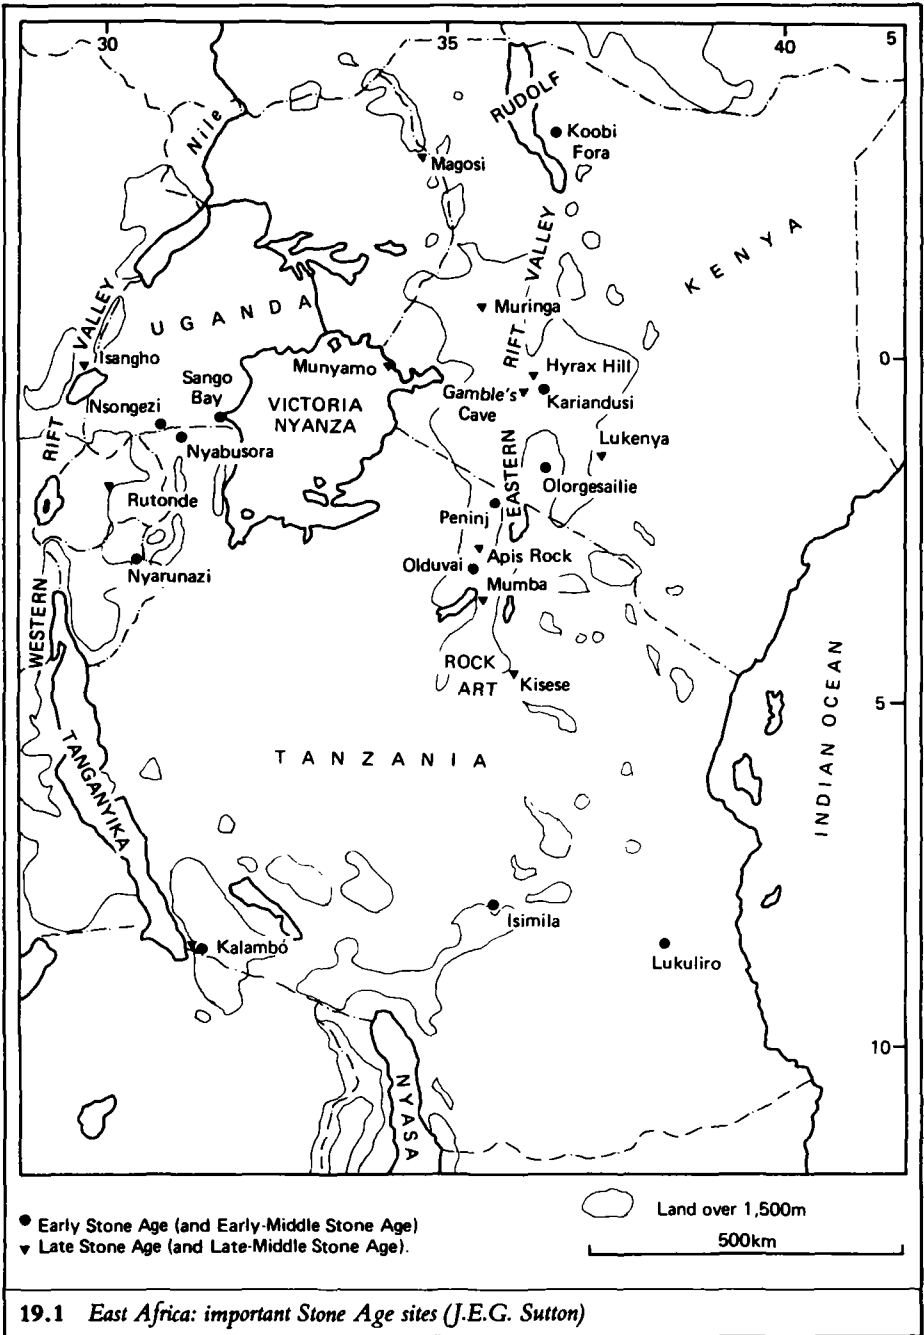 30
35
40
5
Nile
RUDOLF
Koobi
Fora
Magosi
KENYA
RIFT VALLEY
UGANDA
Muringa
RIFT VALLEY
Isangho
Munyamo
0
Hyrax Hill
Sango
Bay
Gamble's
Cave
Kariandusi
Nsongezi
VICTORIA
NYANZA
Lukenya
Nyabusora
EASTERN
Olorgesailie
Rutonde
Peninj
Apis Rock
Olduvai
Nyarunazi
Mumba
WESTERN
ROCK
ART
Kisese
5
TANZANIA
INDIAN OCEAN
TANGANYIKA
Isimila
Kalambó
Lukuliro
10
NYASA
Early Stone Age (and Early-Middle Stone Age)
Late Stone Age (and Late-Middle Stone Age).
Land over 1,500m
500km
19.1 East Africa: important Stone Age sites (J.E.G. Sutton)